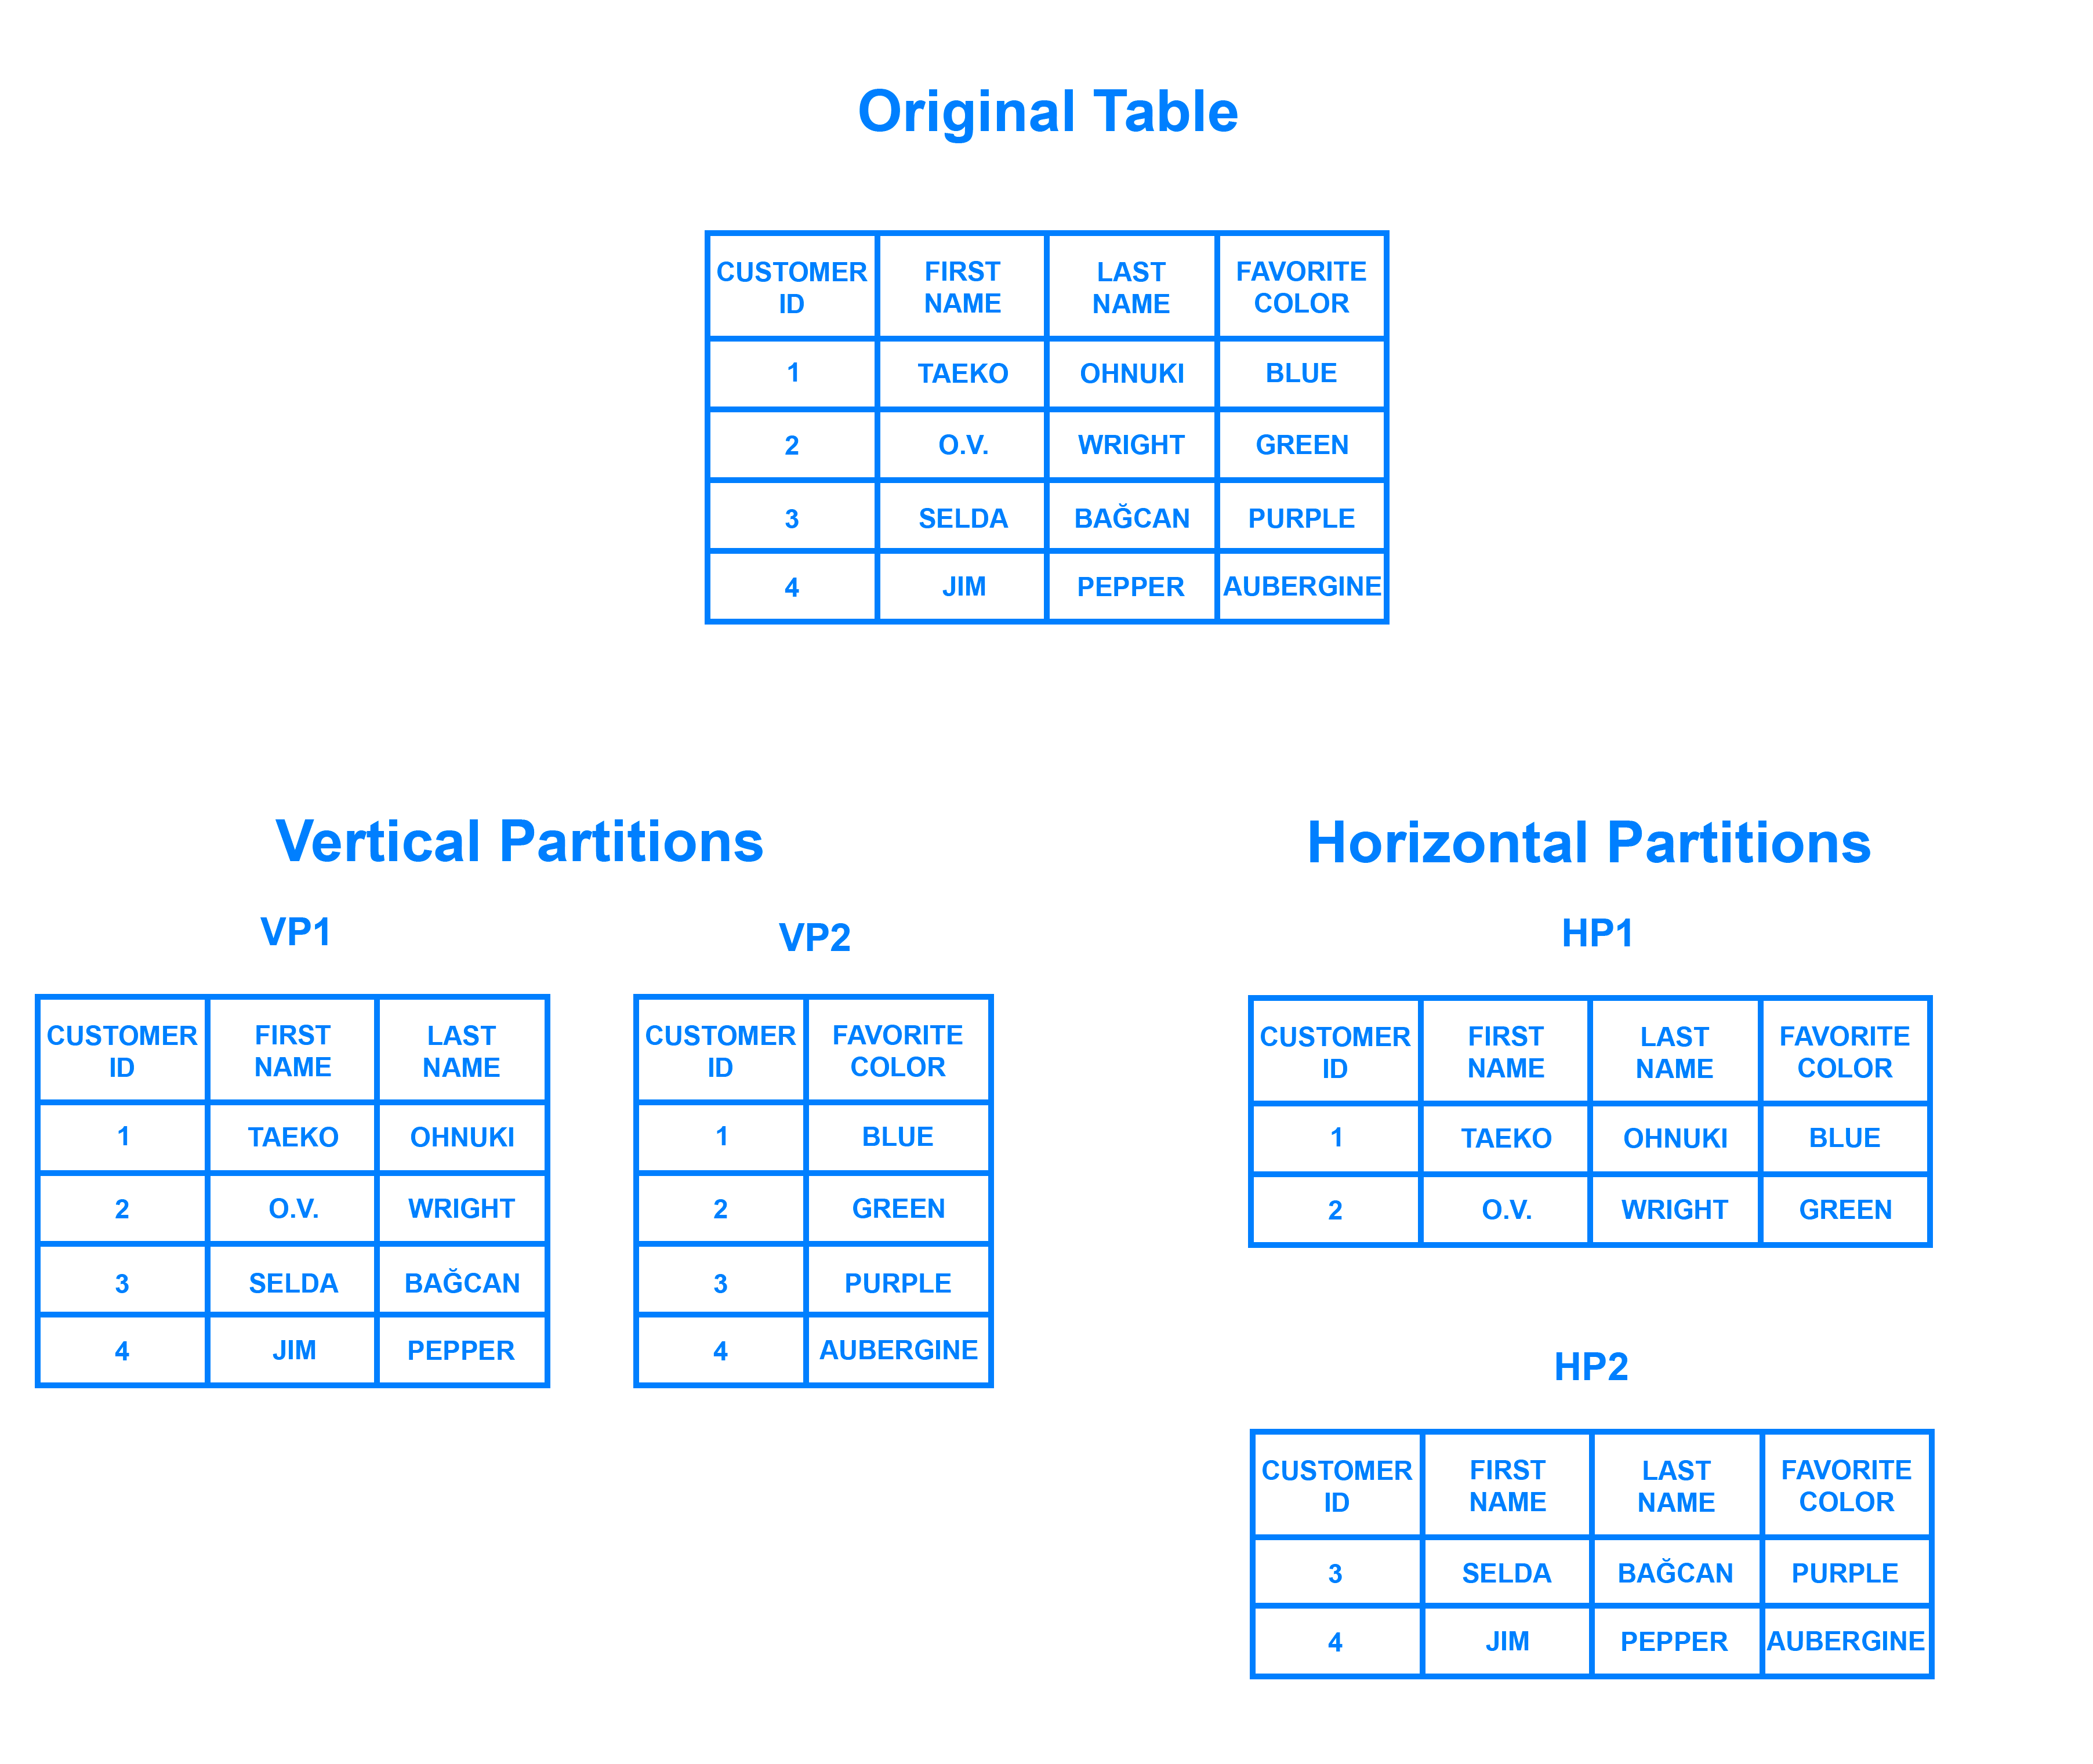 Original Table
CUSTOMER ID FIRST NAME LAST NAME FAVORITE COLOR
1 TAEKO OHNUKI BLUE
2 O.V. WRIGHT GREEN
3 SELDA BAĞCAN PURPLE
4 JIM PEPPER AUBERGINE
Vertical Partitions
VP1
CUSTOMER ID FIRST NAME LAST NAME
1 TAEKO OHNUKI
2 O.V. WRIGHT
3 SELDA BAĞCAN
4 JIM PEPPER
VP2
CUSTOMER ID FAVORITE COLOR
1 BLUE
2 GREEN
3 PURPLE
4 AUBERGINE
Horizontal Partitions
HP1
CUSTOMER ID FIRST NAME LAST NAME FAVORITE COLOR
1 TAEKO OHNUKI BLUE
2 O.V. WRIGHT GREEN
HP2
CUSTOMER ID FIRST NAME LAST NAME FAVORITE COLOR
3 SELDA BAĞCAN PURPLE
4 JIM PEPPER AUBERGINE